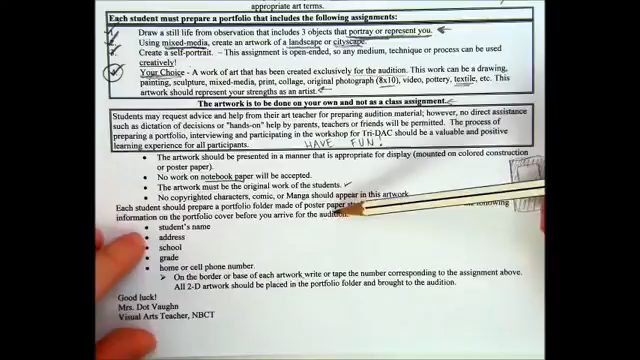 appropriate art terms.
Each student must prepare a portfolio that includes the following assignments:
Draw a still life from observation that includes 3 objects that portray or represent you.
Using mixed-media, create an artwork of a landscape or cityscape.
Create a self-portrait. – This assignment is open-ended, so any medium, technique or process can be used
creatively!
Your Choice - A work of art that has been created exclusively for the audition. This work can be a drawing,
painting, sculpture, mixed-media, print, collage, original photograph (8x10), video, pottery, textile, etc. This
artwork should represent your strengths as an artist.
The artwork is to be done on your own and not as a class assignment.
Students may request advice and help from their art teacher for preparing audition material; however, no direct assistance
such as dictation of decisions or "hands-on" help by parents, teachers or friends will be permitted. The process of
preparing a portfolio, interviewing and participating in the workshop for Tri-DAC should be a valuable and positive
learning experience for all participants.
HAVE FUN!
• The artwork should be presented in a manner that is appropriate for display (mounted on colored construction
or poster paper).
• No work on notebook paper will be accepted.
• The artwork must be the original work of the students.
• No copyrighted characters, comic, or Manga should appear in this artwork
Each student should prepare a portfolio folder made of poster paper following
information on the portfolio cover before you arrive for the audition.
• student's name
• address
• school
• grade
• home or cell phone number.
➢ On the border or base of each artwork write or tape the number corresponding to the assignment above.
All 2-D artwork should be placed in the portfolio folder and brought to the audition.
Good luck!
Mrs. Dot Vaughn
Visual Arts Teacher, NBCT